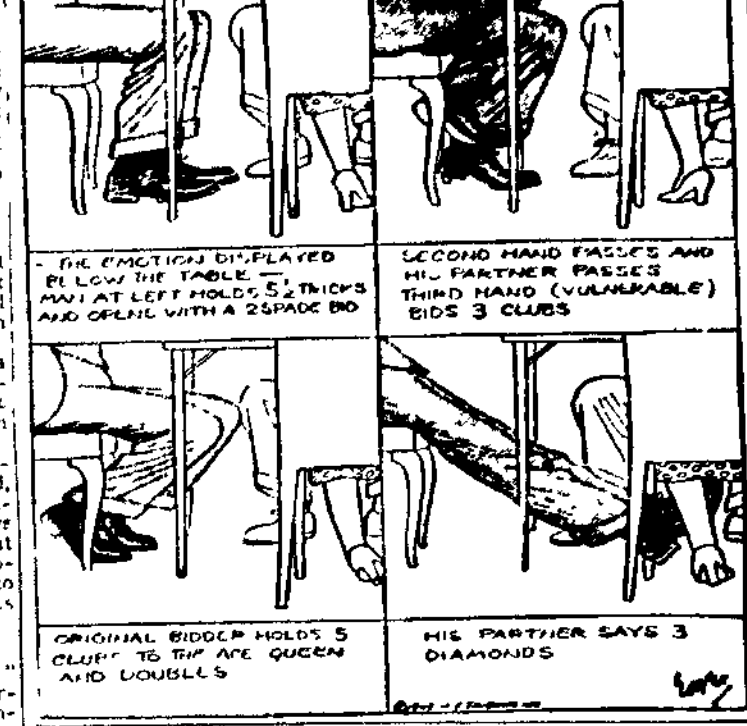 - THE EMOTION DISPLAYED
BELOW THE TABLE —
MAN AT LEFT HOLDS 5½ TRICKS
AND OPENS WITH A 2 SPADE BID
SECOND HAND PASSES AND
HIS PARTNER PASSES
THIRD HAND (VULNERABLE)
BIDS 3 CLUBS
ORIGINAL BIDDER HOLDS 5
CLUBS TO THE ACE QUEEN
AND DOUBLES
HIS PARTNER SAYS 3
DIAMONDS